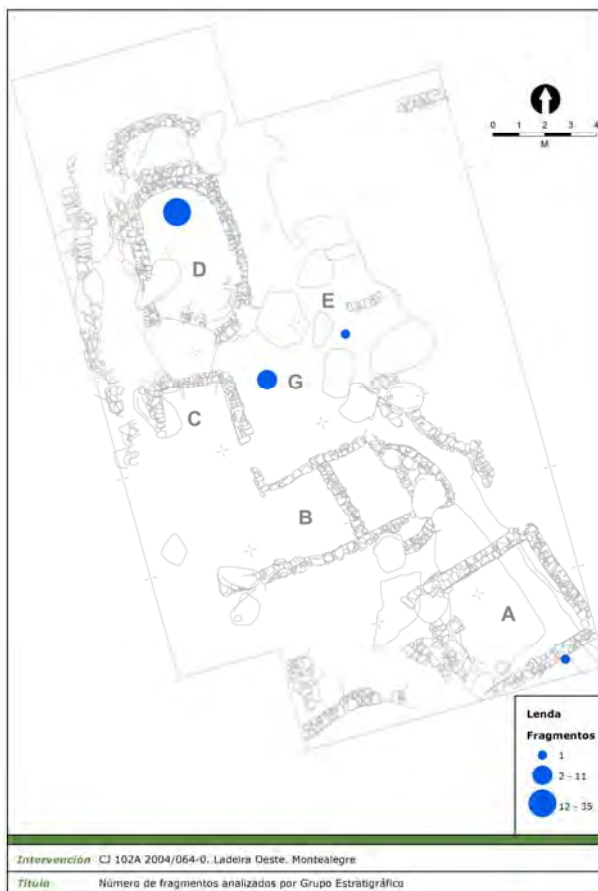 0 1 2 3 4
M
D
E
G
C
B
A
Lenda
Fragmentos
1
2 - 11
12 - 35
Intervención CJ 102A 2004/064-0. Ladeira Oeste. Montealegre
Título Número de fragmentos analizados por Grupo Estratigráfico